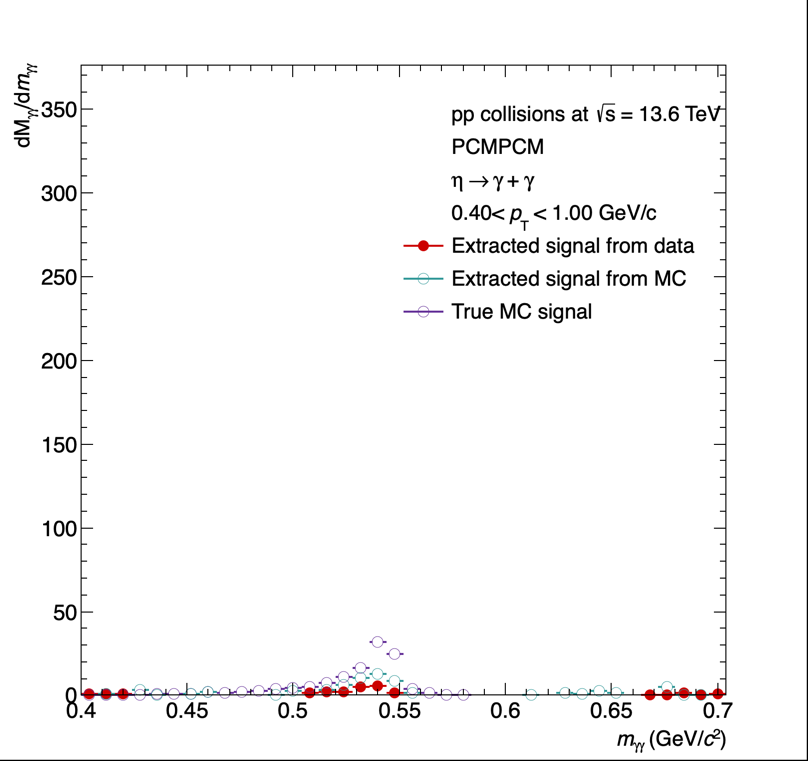 dM_γγ/dm_γγ
350
300
250
200
150
100
50
0
pp collisions at √s = 13.6 TeV
PCMPCM
η → γ + γ
0.40< p_T < 1.00 GeV/c
Extracted signal from data
Extracted signal from MC
True MC signal
0.4 0.45 0.5 0.55 0.6 0.65 0.7
m_γγ (GeV/c²)